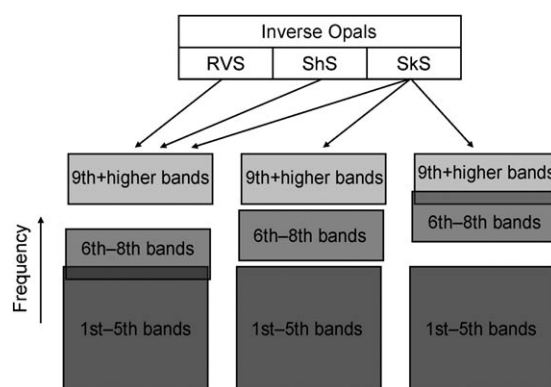 Inverse Opals
RVS ShS SkS
9th+higher bands 9th+higher bands 9th+higher bands
6th–8th bands 6th–8th bands 6th–8th bands
1st–5th bands 1st–5th bands 1st–5th bands
Frequency